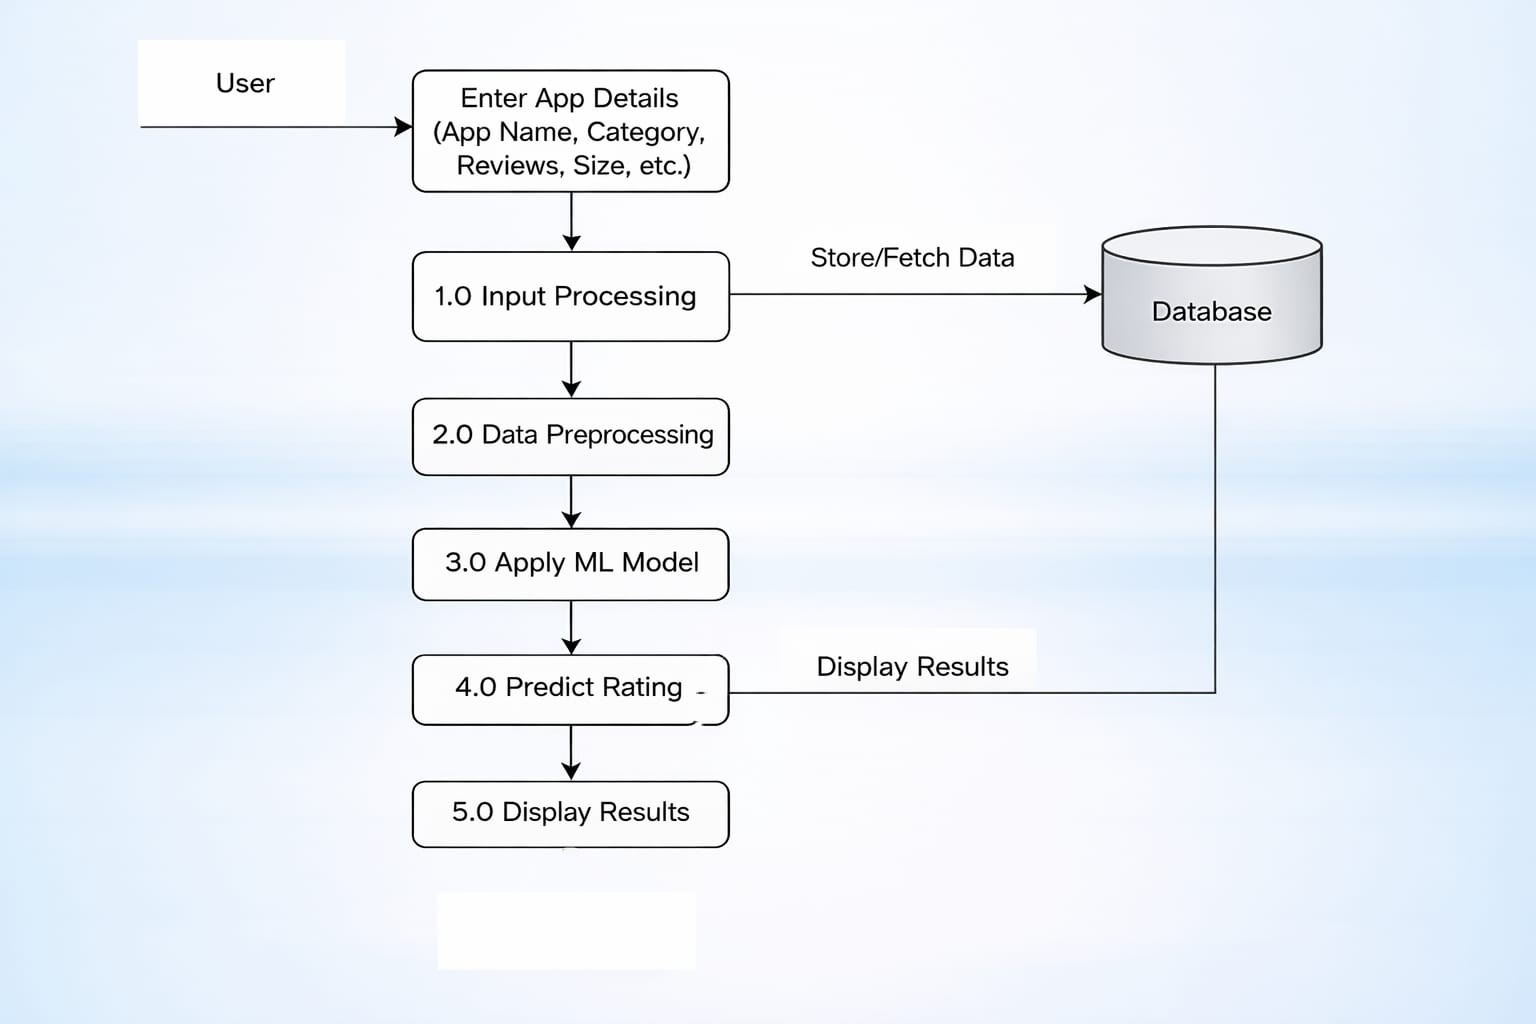 User
Enter App Details
(App Name, Category,
Reviews, Size, etc.)
1.0 Input Processing
Store/Fetch Data
Database
2.0 Data Preprocessing
3.0 Apply ML Model
4.0 Predict Rating
Display Results
5.0 Display Results